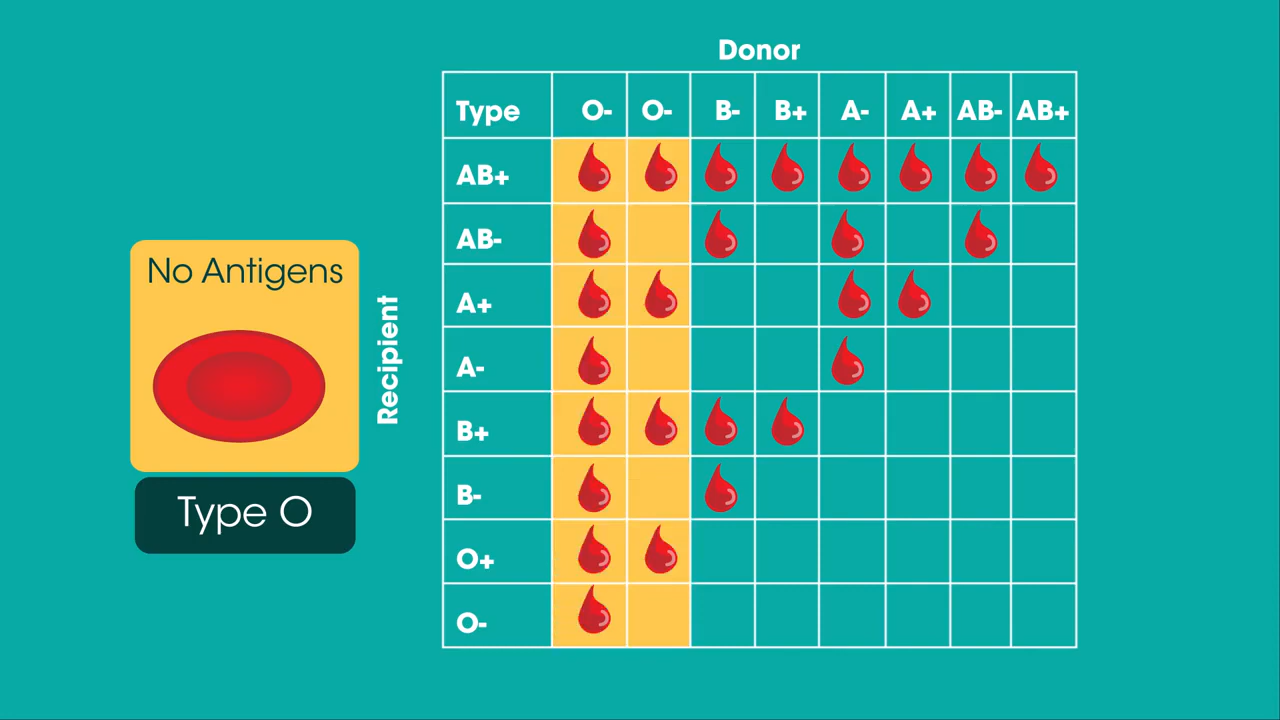 Donor
Type O- O- B- B+ A- A+ AB- AB+
AB+
AB-
A+
A-
B+
B-
O+
O-
Recipient
No Antigens
Type O